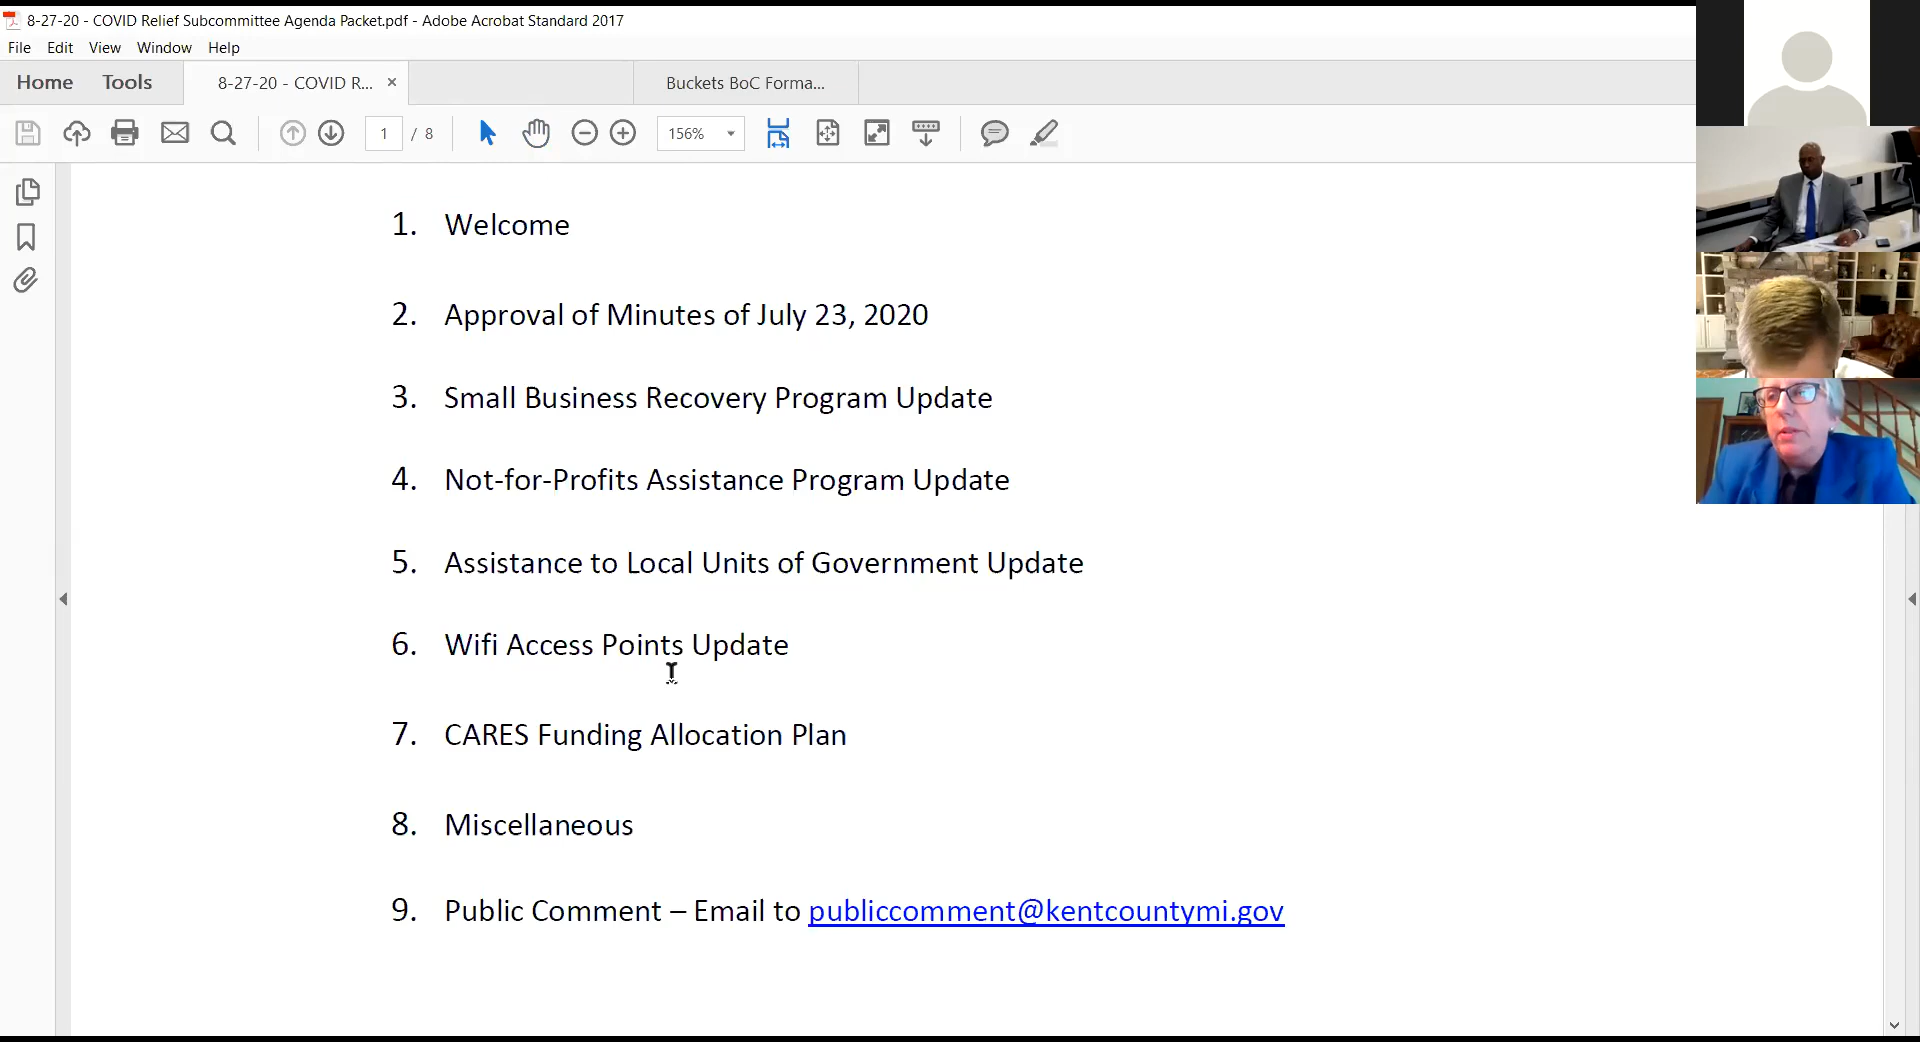 8-27-20 - COVID Relief Subcommittee Agenda Packet.pdf - Adobe Acrobat Standard 2017
File Edit View Window Help
Home Tools 8-27-20 - COVID R... × Buckets BoC Forma...
1 / 8 156%
1. Welcome
2. Approval of Minutes of July 23, 2020
3. Small Business Recovery Program Update
4. Not-for-Profits Assistance Program Update
5. Assistance to Local Units of Government Update
6. Wifi Access Points Update
7. CARES Funding Allocation Plan
8. Miscellaneous
9. Public Comment – Email to publiccomment@kentcountymi.gov